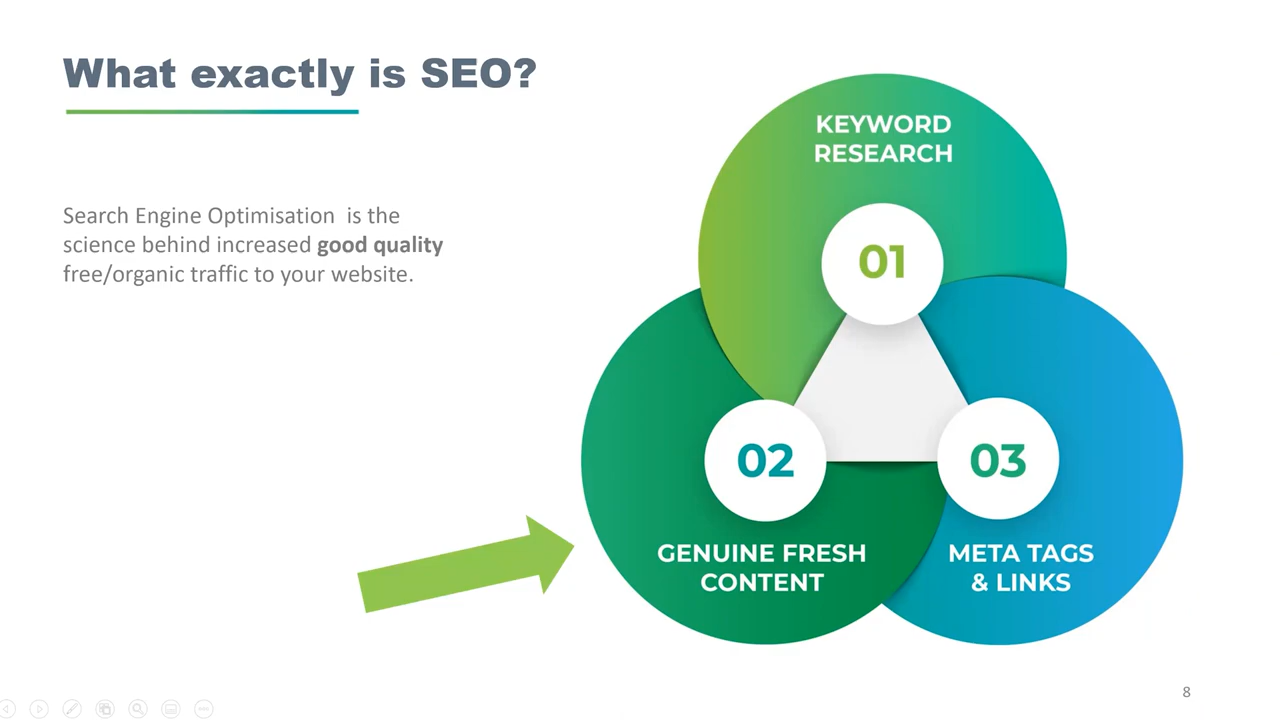 What exactly is SEO?
Search Engine Optimisation  is the
science behind increased good quality
free/organic traffic to your website.
KEYWORD
RESEARCH
01
02
03
GENUINE FRESH
CONTENT
META TAGS
& LINKS
8